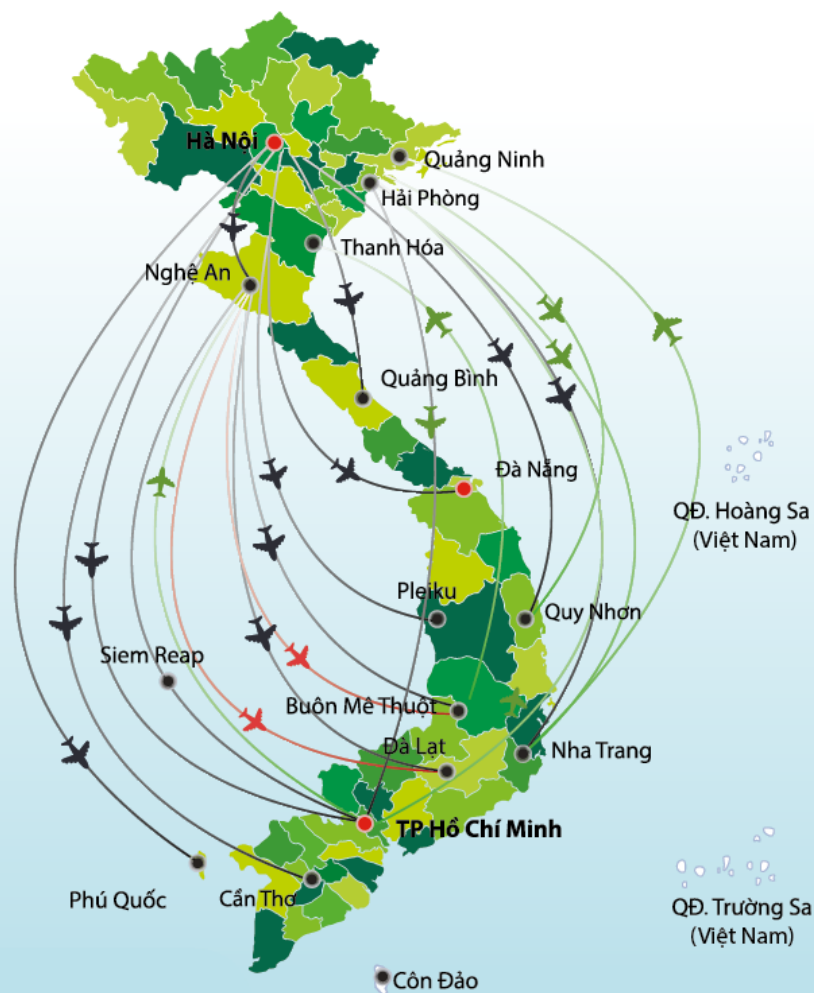 Hà Nội
Quảng Ninh
Hải Phòng
Thanh Hóa
Nghệ An
Quảng Bình
Đà Nẵng
QĐ. Hoàng Sa
(Việt Nam)
Pleiku
Quy Nhơn
Siem Reap
Buôn Mê Thuột
Đà Lạt
Nha Trang
TP Hồ Chí Minh
Phú Quốc
Cần Thơ
QĐ. Trường Sa
(Việt Nam)
Côn Đảo